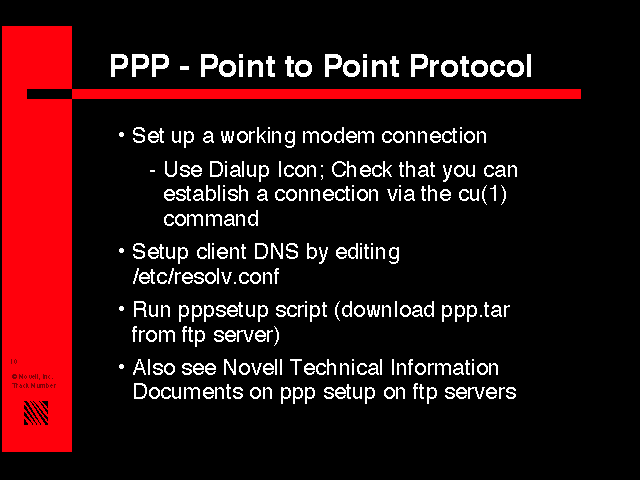 PPP - Point to Point Protocol
• Set up a working modem connection
- Use Dialup Icon; Check that you can
establish a connection via the cu(1)
command
• Setup client DNS by editing
/etc/resolv.conf
• Run pppsetup script (download ppp.tar
from ftp server)
• Also see Novell Technical Information
Documents on ppp setup on ftp servers
© Novell, Inc.
Track Number